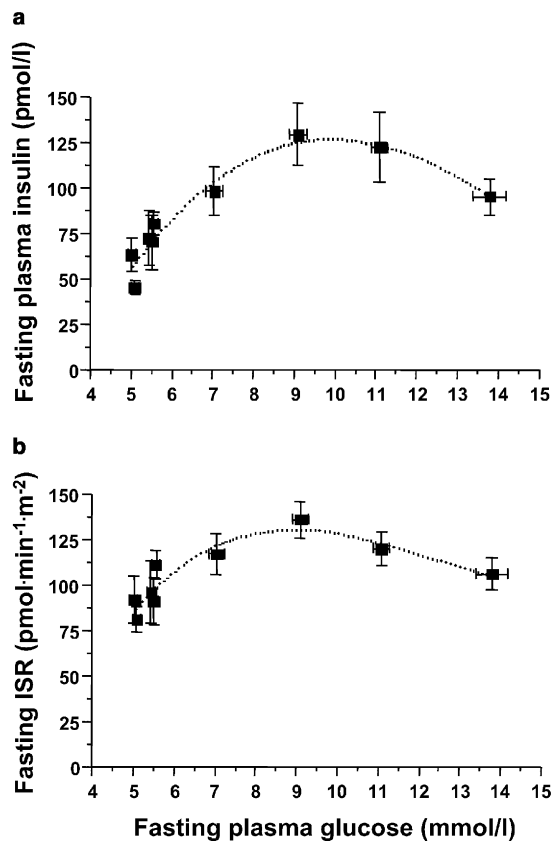 a
Fasting plasma insulin (pmol/l)
150
125
100
75
50
25
0
4 5 6 7 8 9 10 11 12 13 14 15
b
Fasting ISR (pmol·min⁻¹·m⁻²)
150
125
100
75
50
25
0
4 5 6 7 8 9 10 11 12 13 14 15
Fasting plasma glucose (mmol/l)